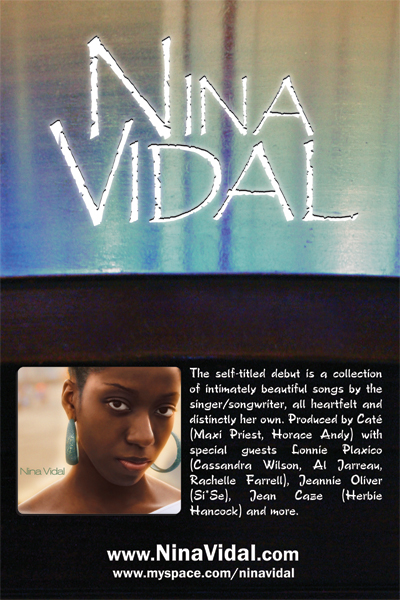 NINA
VIDAL
The self-titled debut is a collection
of intimately beautiful songs by the
singer/songwriter, all heartfelt and
distinctly her own. Produced by Caté
(Maxi Priest, Horace Andy) with
special guests Lonnie Plaxico
(Cassandra Wilson, Al Jarreau,
Rachelle Farrell), Jeannie Oliver
(Si*Se), Jean Caze (Herbie
Hancock) and more.
Nina Vidal
www.NinaVidal.com
www.myspace.com/ninavidal